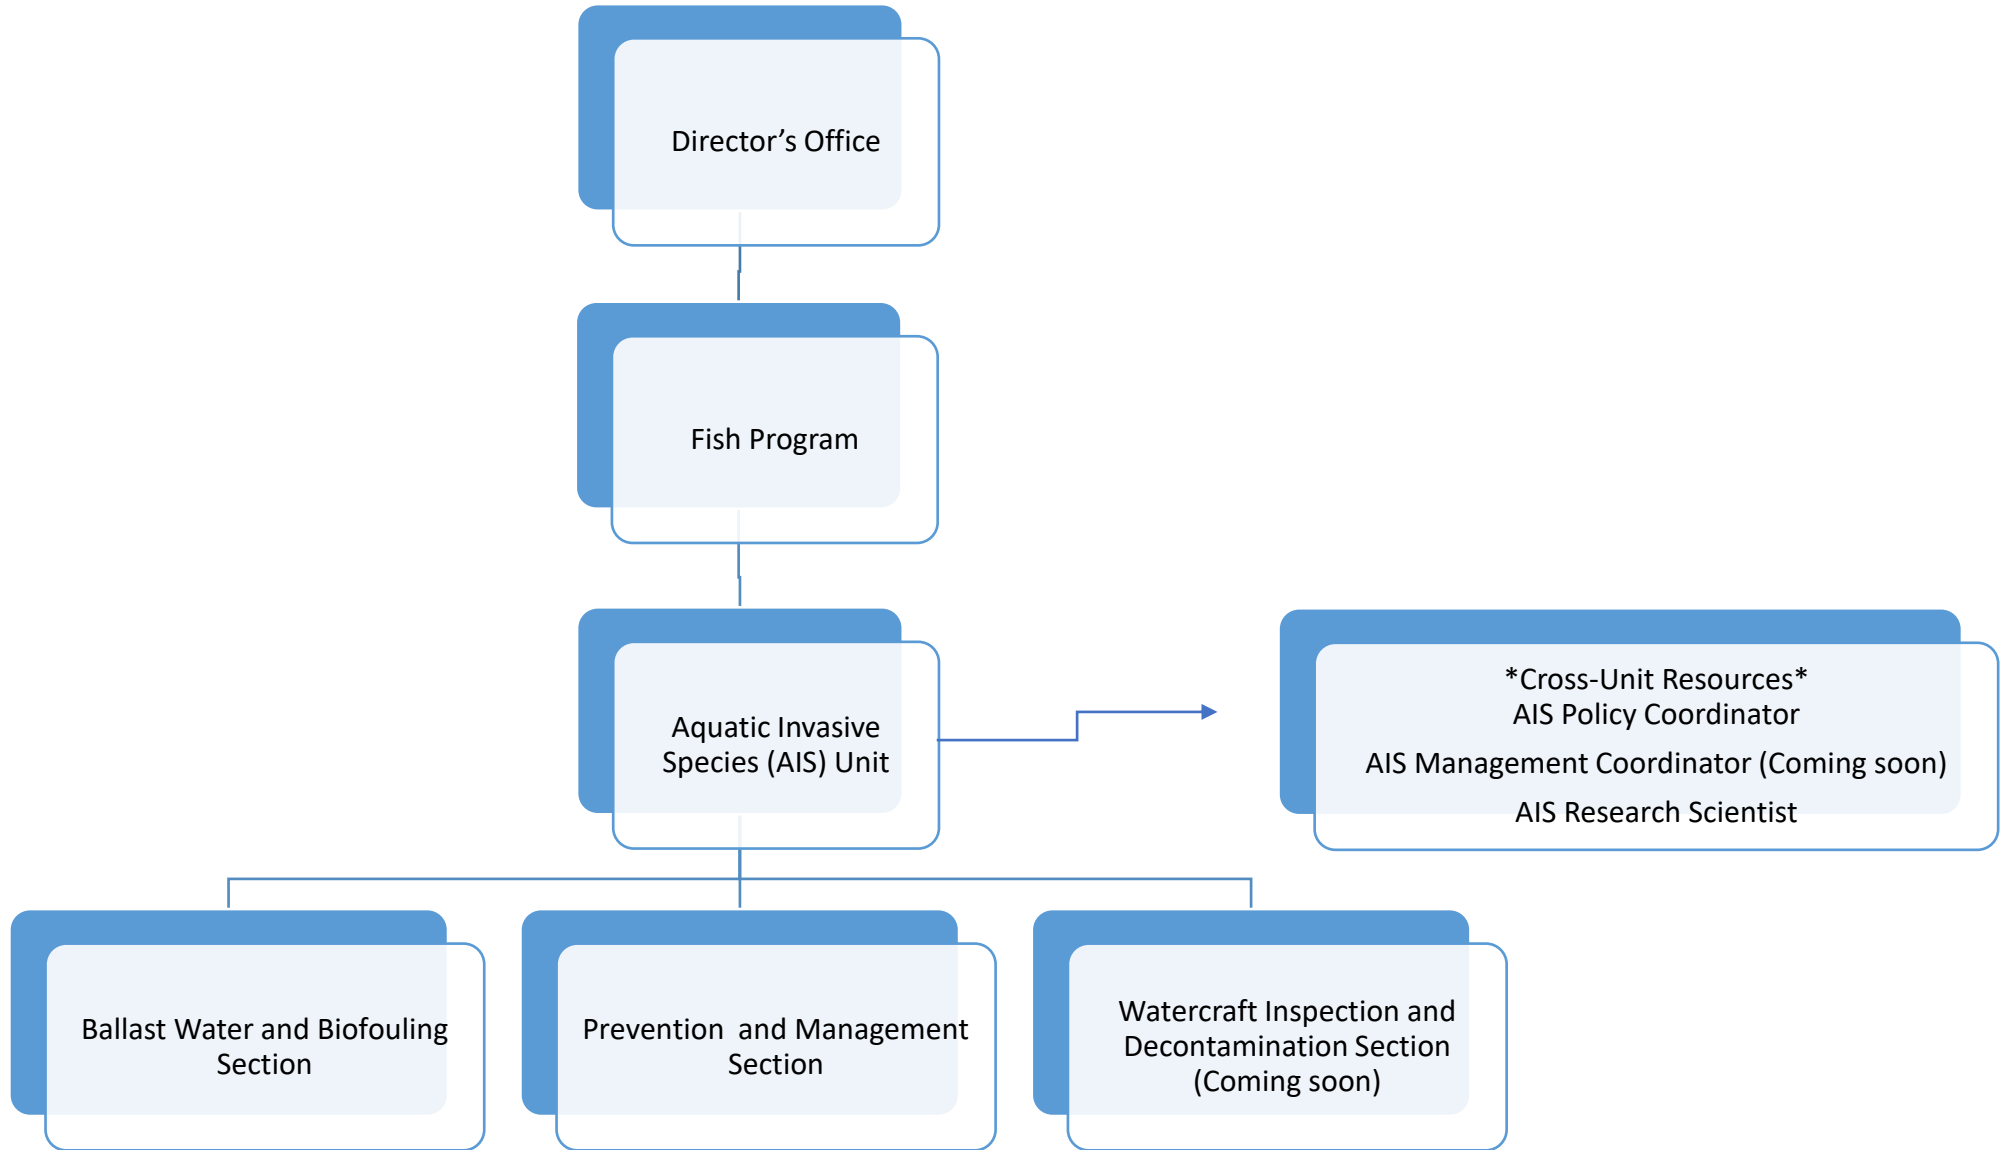 Director’s Office
Fish Program
Aquatic Invasive
Species (AIS) Unit
*Cross-Unit Resources*
AIS Policy Coordinator
AIS Management Coordinator (Coming soon)
AIS Research Scientist
Ballast Water and Biofouling
Section
Prevention  and Management
Section
Watercraft Inspection and
Decontamination Section
(Coming soon)